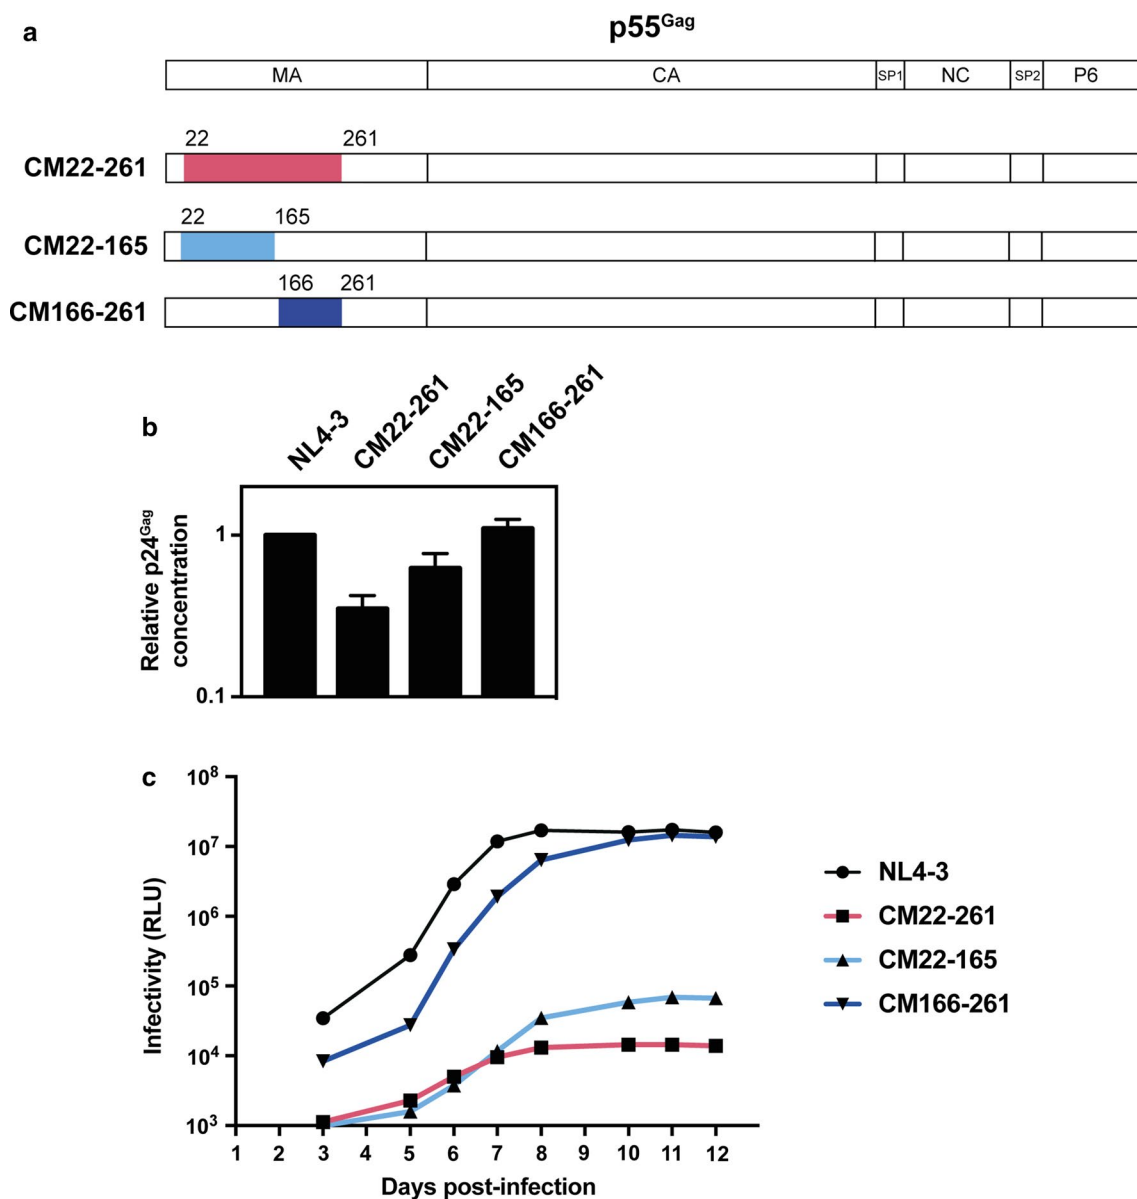 a
p55Gag
MA CA SP1 NC SP2 P6
22 261
CM22-261
22 165
CM22-165
166 261
CM166-261
b
NL4-3 CM22-261 CM22-165 CM166-261
Relative p24Gag
concentration
1
0.1
c
Infectivity (RLU)
10⁸
10⁷
10⁶
10⁵
10⁴
10³
1 2 3 4 5 6 7 8 9 10 11 12
Days post-infection
NL4-3
CM22-261
CM22-165
CM166-261